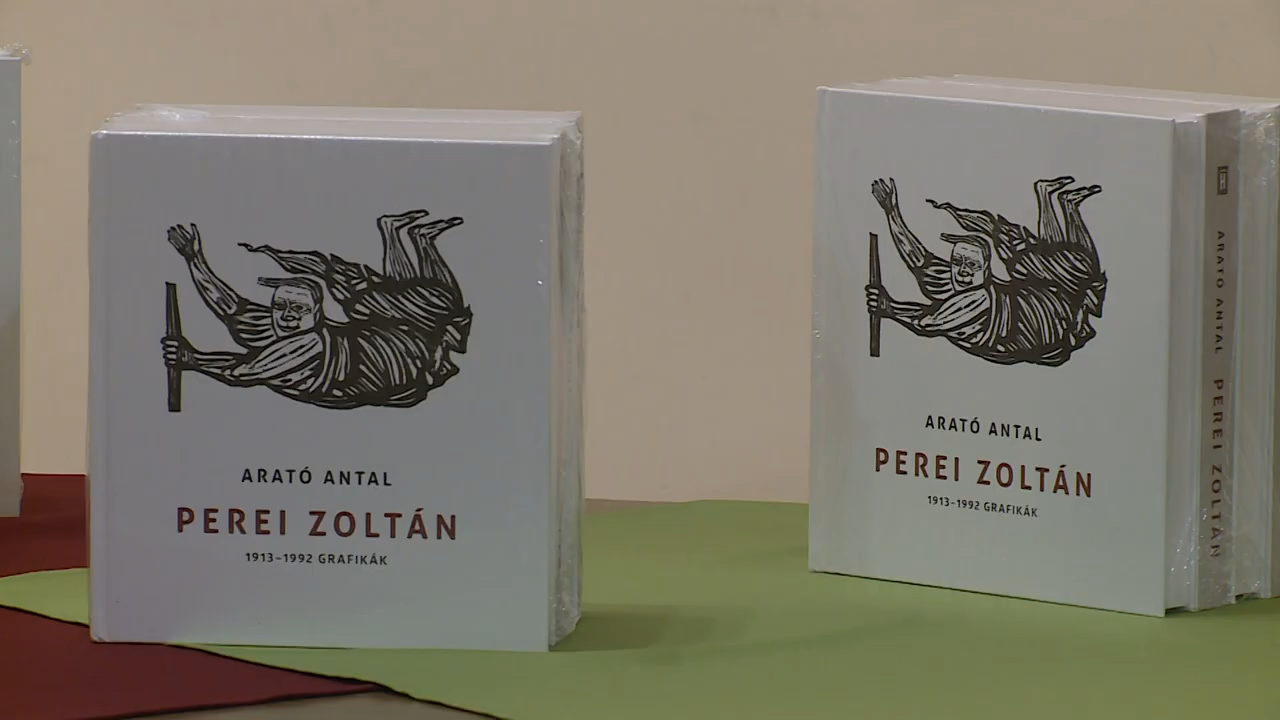 ARATÓ ANTAL
PEREI ZOLTÁN
1913–1992 GRAFIKÁK
ARATÓ ANTAL
PEREI ZOLTÁN
1913–1992 GRAFIKÁK
ARATÓ ANTAL PEREI ZOLTÁN